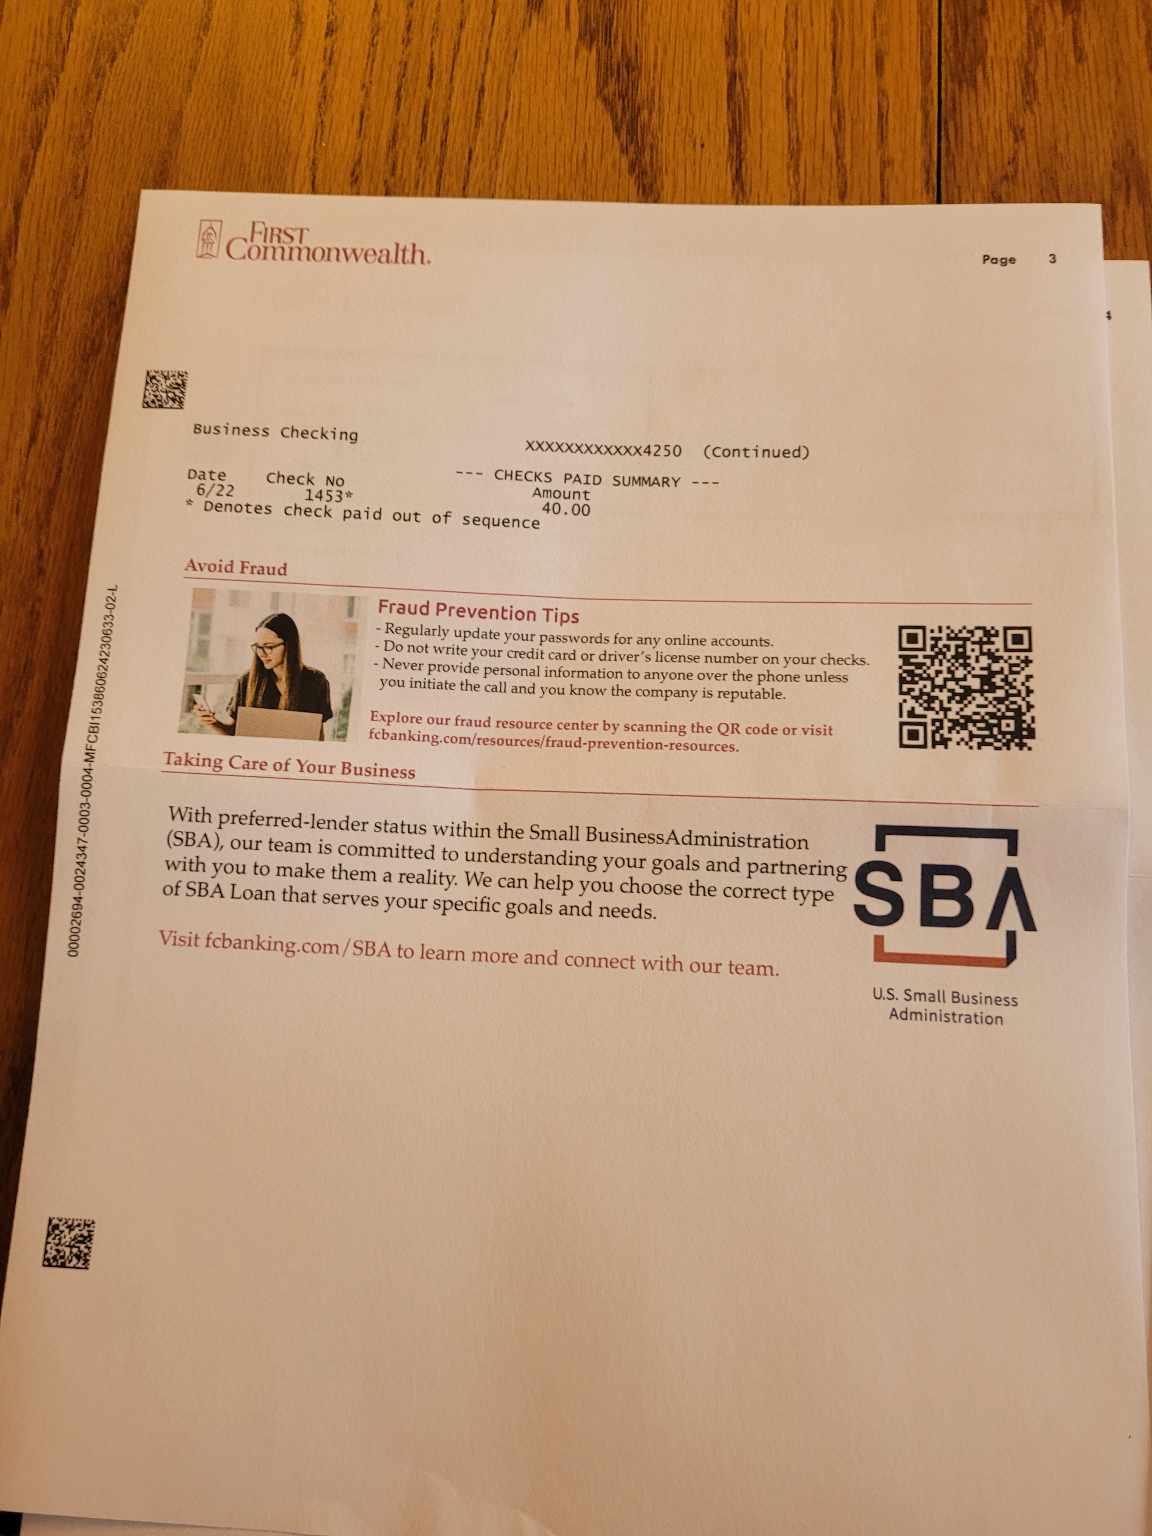 FIRST
Commonwealth.
Page 3
4
Business Checking
XXXXXXXXXXXX4250 (Continued)
--- CHECKS PAID SUMMARY ---
Date Check No Amount
6/22 1453* 40.00
* Denotes check paid out of sequence
Avoid Fraud
Fraud Prevention Tips
- Regularly update your passwords for any online accounts.
- Do not write your credit card or driver's license number on your checks.
- Never provide personal information to anyone over the phone unless
you initiate the call and you know the company is reputable.
Explore our fraud resource center by scanning the QR code or visit
fcbanking.com/resources/fraud-prevention-resources.
Taking Care of Your Business
With preferred-lender status within the Small BusinessAdministration
(SBA), our team is committed to understanding your goals and partnering
with you to make them a reality. We can help you choose the correct type
of SBA Loan that serves your specific goals and needs.
Visit fcbanking.com/SBA to learn more and connect with our team.
SBA
U.S. Small Business
Administration
00002694-0024347-0003-0004-MFCBI153860624230633-02-L